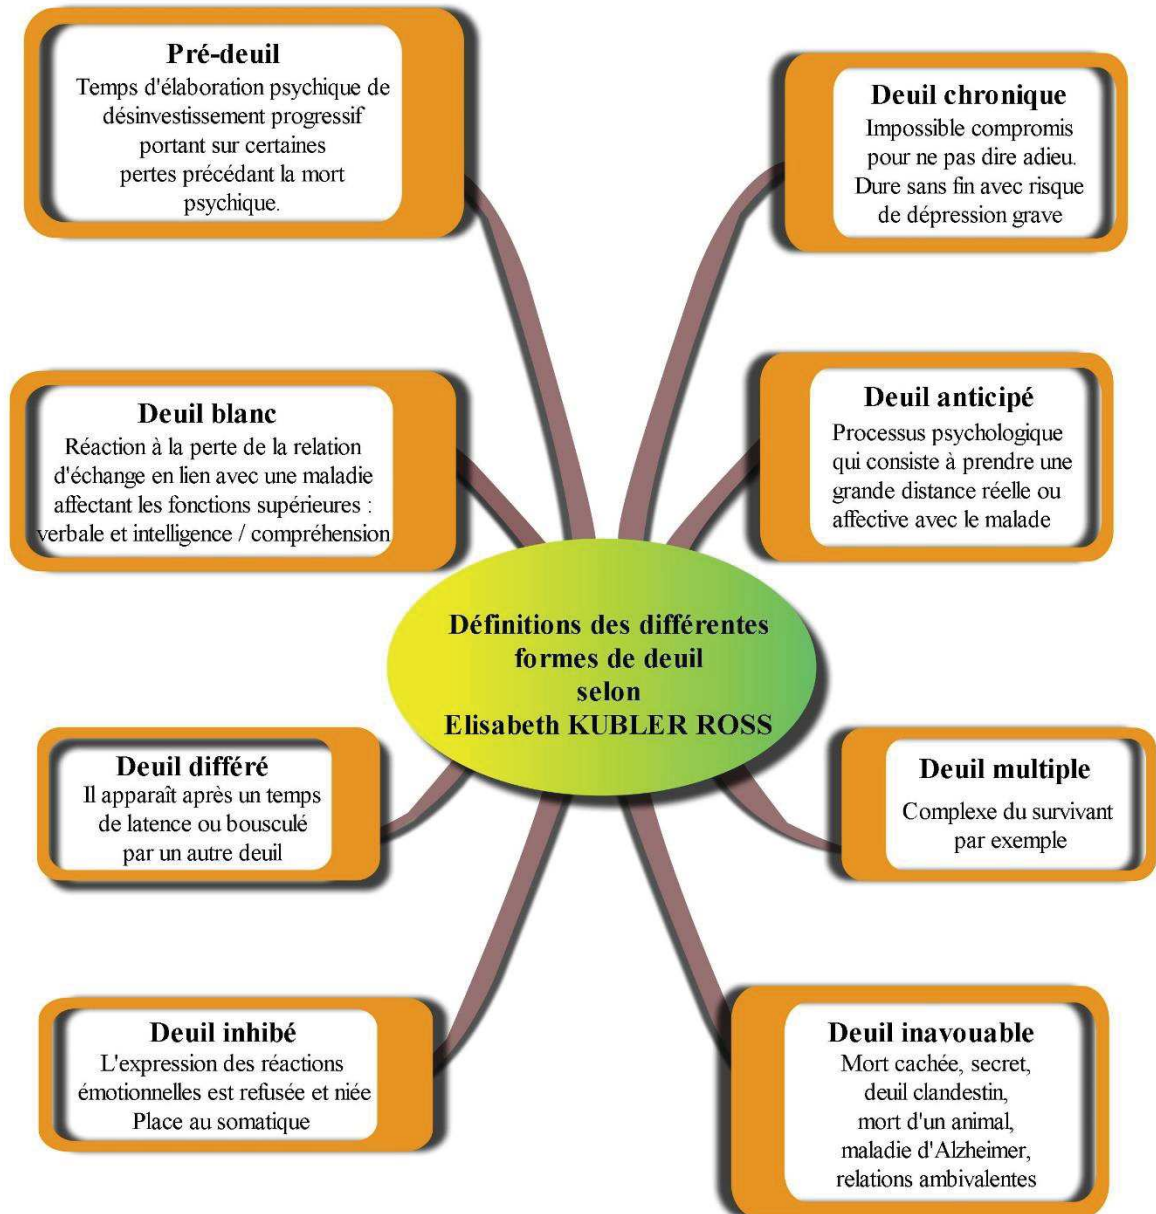 Pré-deuil
Temps d'élaboration psychique de
désinvestissement progressif
portant sur certaines
pertes précédant la mort
psychique.
Deuil chronique
Impossible compromis
pour ne pas dire adieu.
Dure sans fin avec risque
de dépression grave
Deuil blanc
Réaction à la perte de la relation
d'échange en lien avec une maladie
affectant les fonctions supérieures :
verbale et intelligence / compréhension
Deuil anticipé
Processus psychologique
qui consiste à prendre une
grande distance réelle ou
affective avec le malade
Définitions des différentes
formes de deuil
selon
Elisabeth KUBLER ROSS
Deuil différé
Il apparaît après un temps
de latence ou bousculé
par un autre deuil
Deuil multiple
Complexe du survivant
par exemple
Deuil inhibé
L'expression des réactions
émotionnelles est refusée et niée
Place au somatique
Deuil inavouable
Mort cachée, secret,
deuil clandestin,
mort d'un animal,
maladie d'Alzheimer,
relations ambivalentes